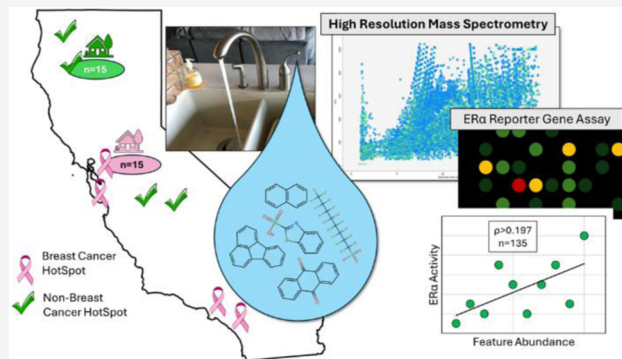 High Resolution Mass Spectrometry
n=15
n=15
ERα Reporter Gene Assay
ρ>0.197
n=135
ERα Activity
Feature Abundance
Breast Cancer
HotSpot
Non-Breast
Cancer HotSpot